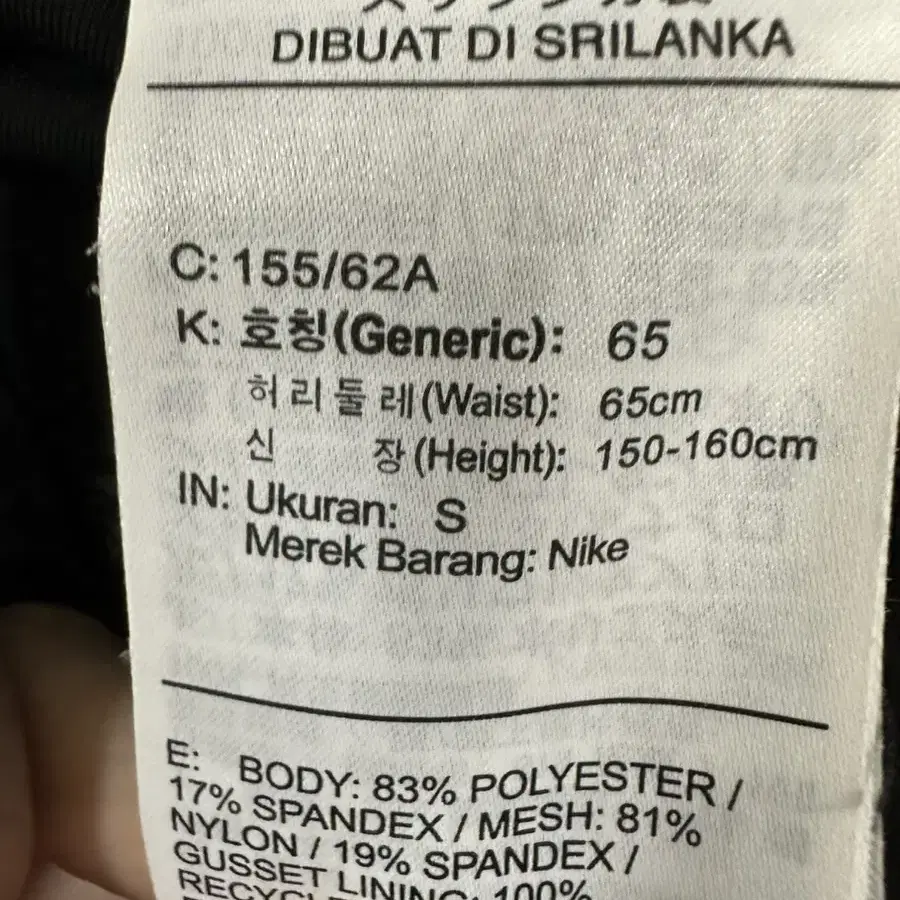 DIBUAT DI SRILANKA
C: 155/62A
K: 호칭(Generic): 65
허리둘레(Waist): 65cm
신 장(Height): 150-160cm
IN: Ukuran: S
Merek Barang: Nike
E: BODY: 83% POLYESTER /
17% SPANDEX / MESH: 81%
NYLON / 19% SPANDEX /
GUSSET LINING: 100%